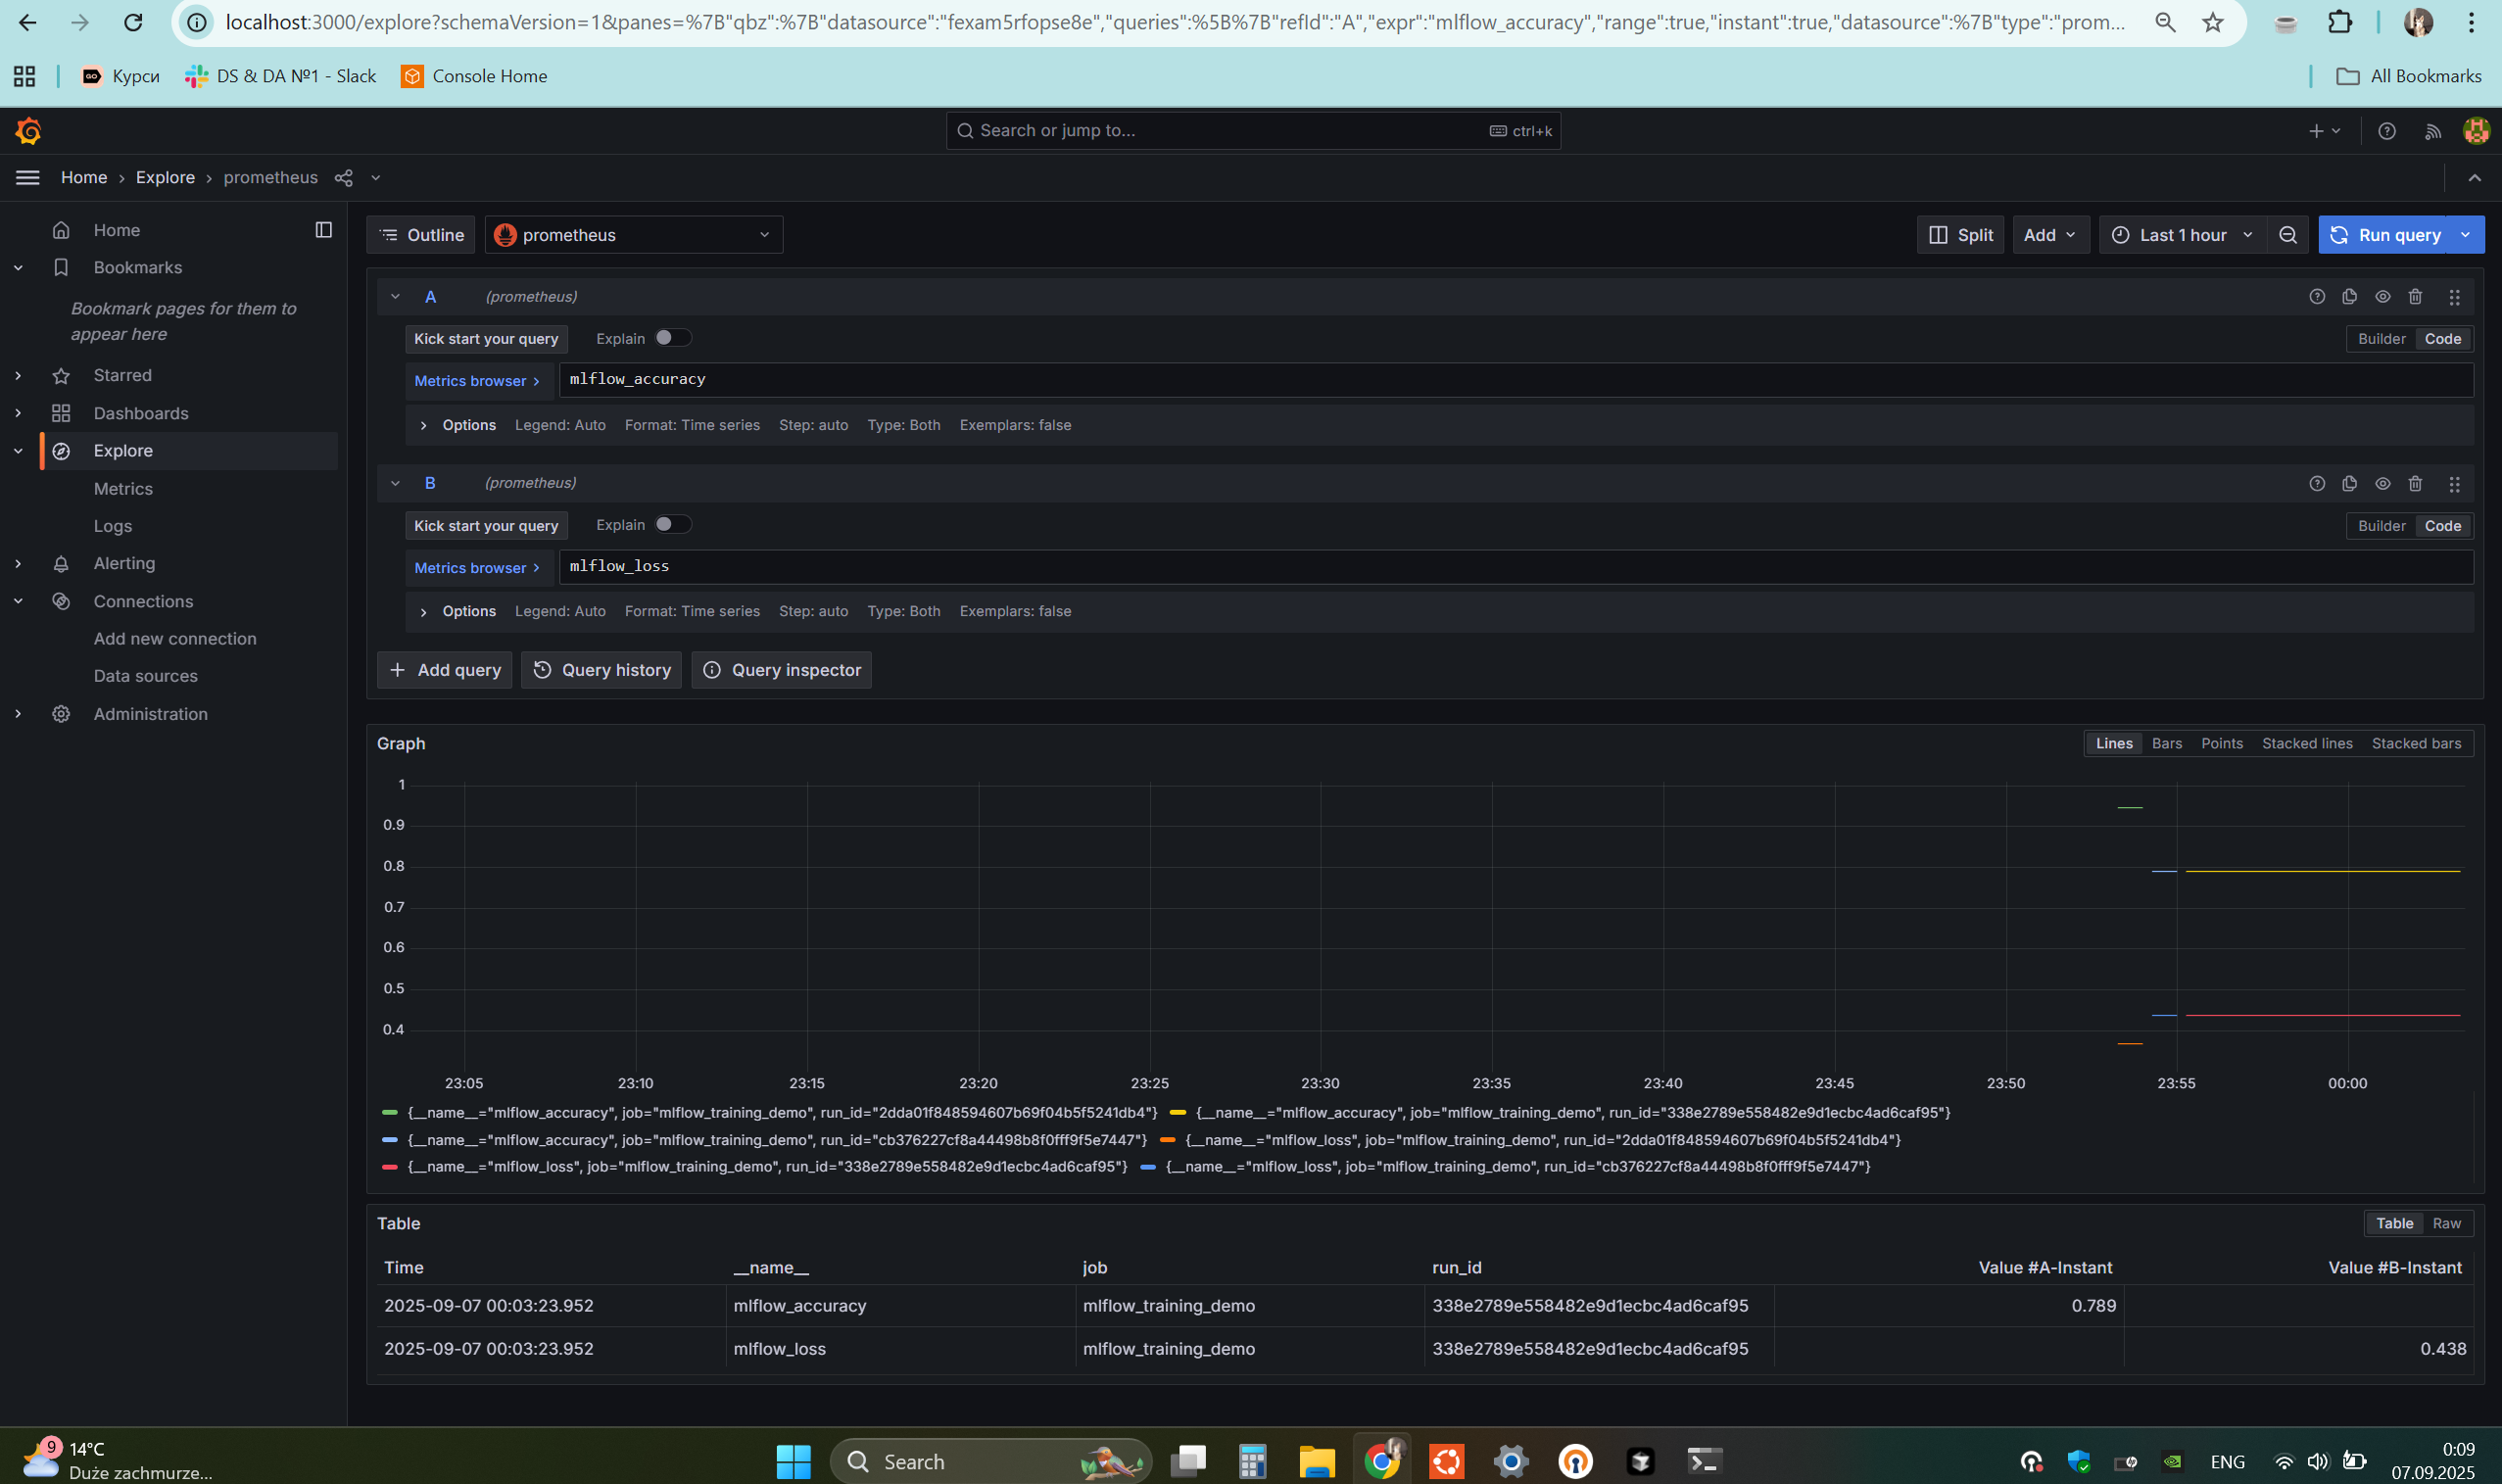 localhost:3000/explore?schemaVersion=1&panes=%7B"qbz":%7B"datasource":"fexam5rfopse8e","queries":%5B%7B"refId":"A","expr":"mlflow_accuracy","range":true,"instant":true,"datasource":%7B"type":"prom...
Курси DS & DA №1 - Slack Console Home All Bookmarks
Search or jump to... ctrl+k
Home › Explore › prometheus
Home
Bookmarks
Bookmark pages for them to
appear here
Starred
Dashboards
Explore
Metrics
Logs
Alerting
Connections
Add new connection
Data sources
Administration
Outline prometheus Split Add Last 1 hour Run query
A (prometheus)
Kick start your query Explain Builder Code
Metrics browser › mlflow_accuracy
Options Legend: Auto Format: Time series Step: auto Type: Both Exemplars: false
B (prometheus)
Kick start your query Explain Builder Code
Metrics browser › mlflow_loss
Options Legend: Auto Format: Time series Step: auto Type: Both Exemplars: false
+ Add query Query history Query inspector
Graph Lines Bars Points Stacked lines Stacked bars
1
0.9
0.8
0.7
0.6
0.5
0.4
23:05 23:10 23:15 23:20 23:25 23:30 23:35 23:40 23:45 23:50 23:55 00:00
{__name__="mlflow_accuracy", job="mlflow_training_demo", run_id="2dda01f848594607b69f04b5f5241db4"} {__name__="mlflow_accuracy", job="mlflow_training_demo", run_id="338e2789e558482e9d1ecbc4ad6caf95"}
{__name__="mlflow_accuracy", job="mlflow_training_demo", run_id="cb376227cf8a44498b8f0fff9f5e7447"} {__name__="mlflow_loss", job="mlflow_training_demo", run_id="2dda01f848594607b69f04b5f5241db4"}
{__name__="mlflow_loss", job="mlflow_training_demo", run_id="338e2789e558482e9d1ecbc4ad6caf95"} {__name__="mlflow_loss", job="mlflow_training_demo", run_id="cb376227cf8a44498b8f0fff9f5e7447"}
Table Table Raw
Time __name__ job run_id Value #A-Instant Value #B-Instant
2025-09-07 00:03:23.952 mlflow_accuracy mlflow_training_demo 338e2789e558482e9d1ecbc4ad6caf95 0.789
2025-09-07 00:03:23.952 mlflow_loss mlflow_training_demo 338e2789e558482e9d1ecbc4ad6caf95 0.438
9 14°C
Duże zachmurze...
Search
ENG
0:09
07.09.2025